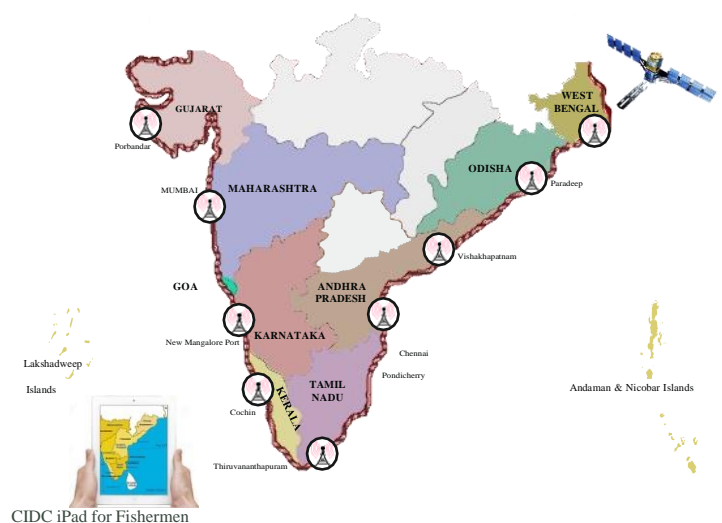 WEST
BENGAL
GUJARAT
Porbandar
ODISHA
Paradeep
MUMBAI
MAHARASHTRA
Vishakhapatnam
GOA
ANDHRA
PRADESH
New Mangalore Port
KARNATAKA
Chennai
Lakshadweep
Islands
Pondicherry
TAMIL
NADU
Andaman & Nicobar Islands
KERALA
Cochin
Thiruvananthapuram
CIDC iPad for Fishermen